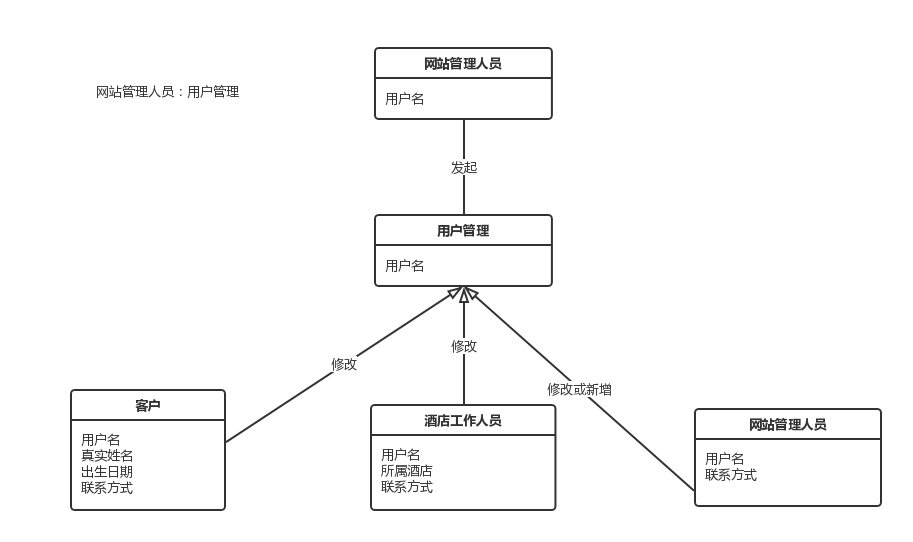 网站管理人员
网站管理人员：用户管理
用户名
发起
用户管理
用户名
修改
修改
修改或新增
客户
用户名
真实姓名
出生日期
联系方式
酒店工作人员
用户名
所属酒店
联系方式
网站管理人员
用户名
联系方式